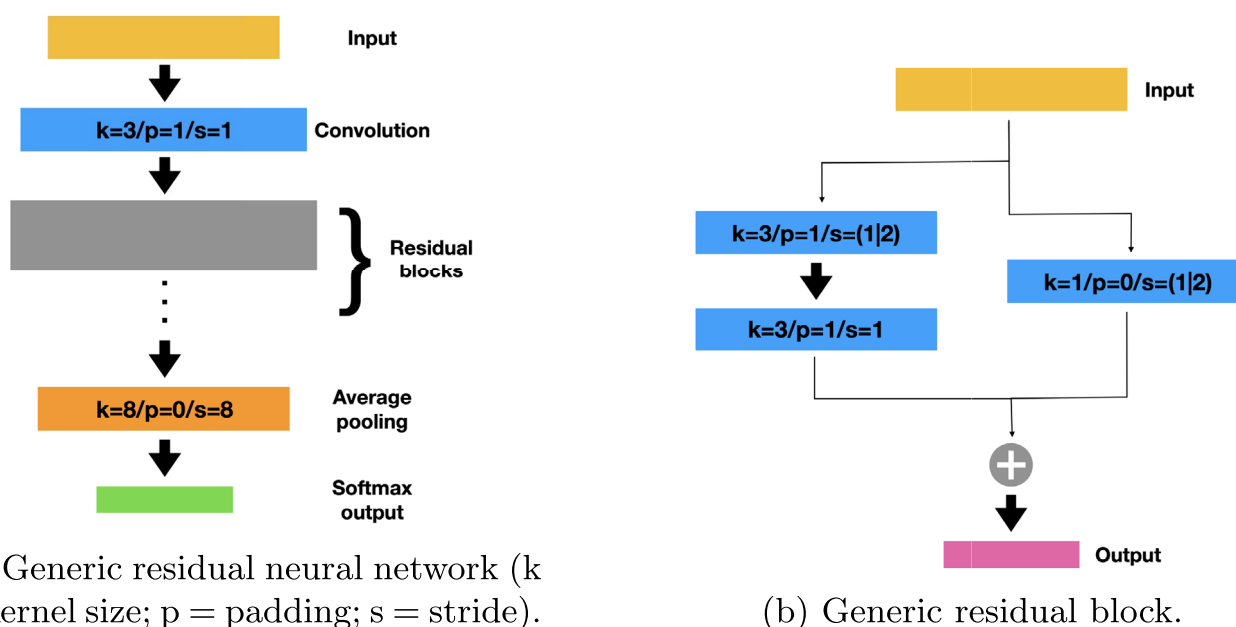 Input
k=3/p=1/s=1
Convolution
Residual
blocks
k=8/p=0/s=8
Average
pooling
Softmax
output
Generic residual neural network (k
ernel size; p = padding; s = stride).
Input
k=3/p=1/s=(1|2)
k=1/p=0/s=(1|2)
k=3/p=1/s=1
Output
(b) Generic residual block.